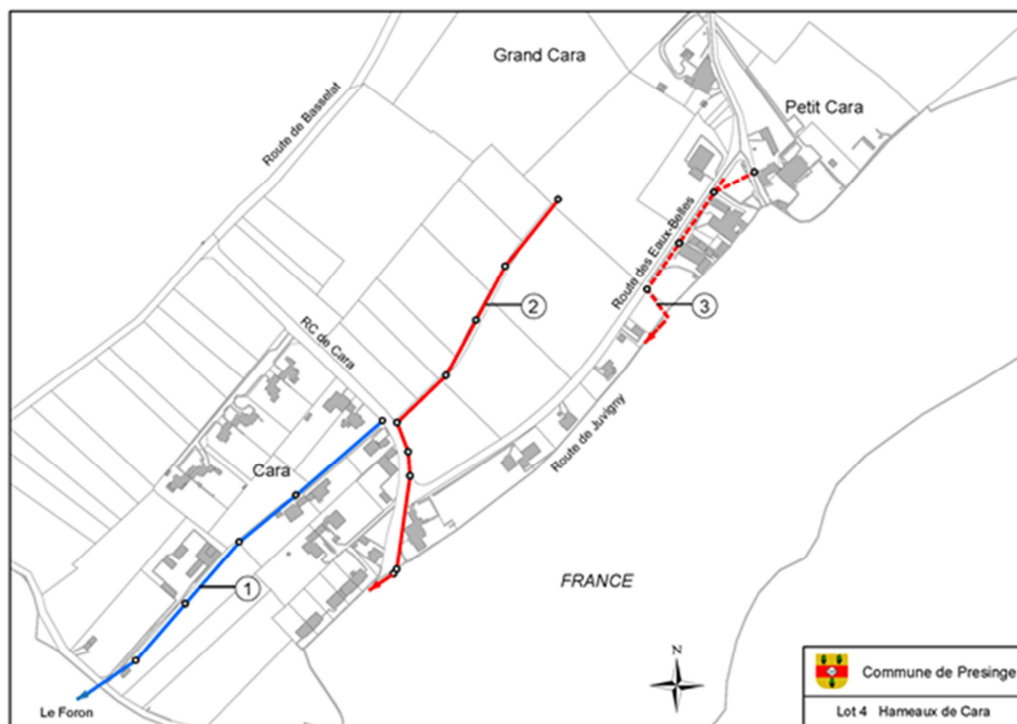 Grand Cara
Petit Cara
Route de Basselat
Route des Eaux-Belles
2
3
RC de Cara
Route de Juvigny
Cara
1
FRANCE
N
Le Foron
Commune de Presinge
Lot 4 Hameaux de Cara